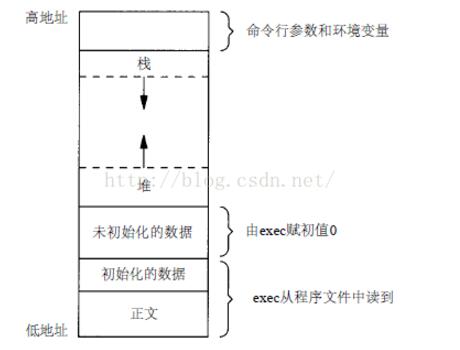 高地址
命令行参数和环境变量
栈
http://blog.csdn.net/
堆
未初始化的数据
由exec赋初值0
初始化的数据
exec从程序文件中读到
正文
低地址